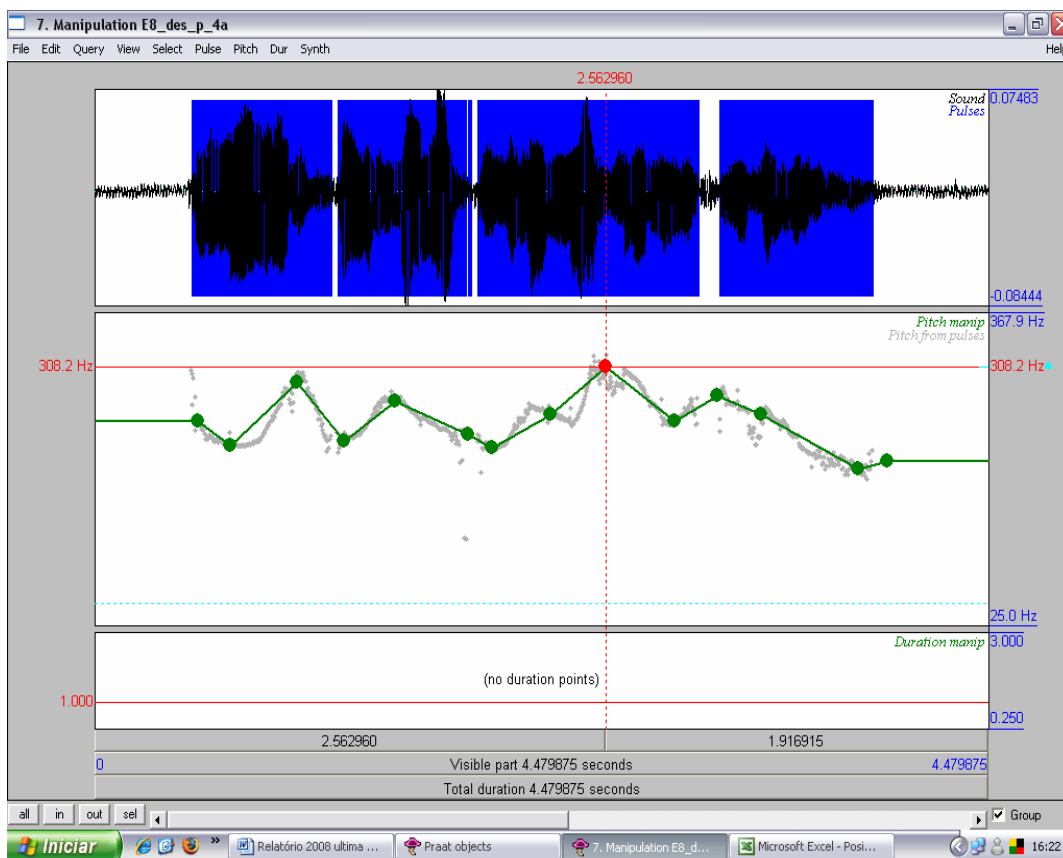 7. Manipulation E8_des_p_4a
File Edit Query View Select Pulse Pitch Dur Synth Help
2.562960
Sound 0.07483
Pulses
-0.08444
Pitch manip 367.9 Hz
Pitch from pulses
308.2 Hz 308.2 Hz
25.0 Hz
Duration manip 3.000
(no duration points)
1.000
0.250
2.562960 1.916915
0 Visible part 4.479875 seconds 4.479875
Total duration 4.479875 seconds
all in out sel Group
Iniciar » Relatório 2008 ultima ... Praat objects 7. Manipulation E8_d... Microsoft Excel - Posi... 16:22